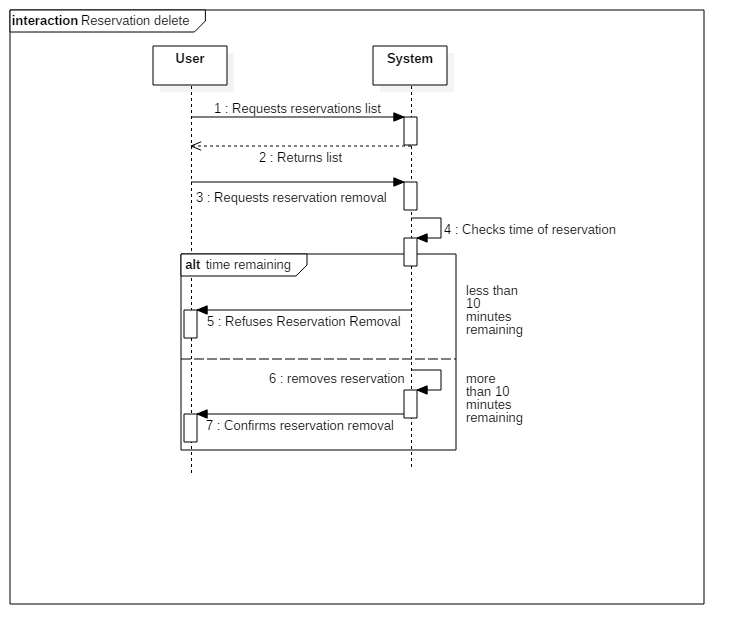 interaction Reservation delete
User
System
1 : Requests reservations list
2 : Returns list
3 : Requests reservation removal
4 : Checks time of reservation
alt time remaining
less than
10
minutes
remaining
5 : Refuses Reservation Removal
6 : removes reservation
more
than 10
minutes
remaining
7 : Confirms reservation removal